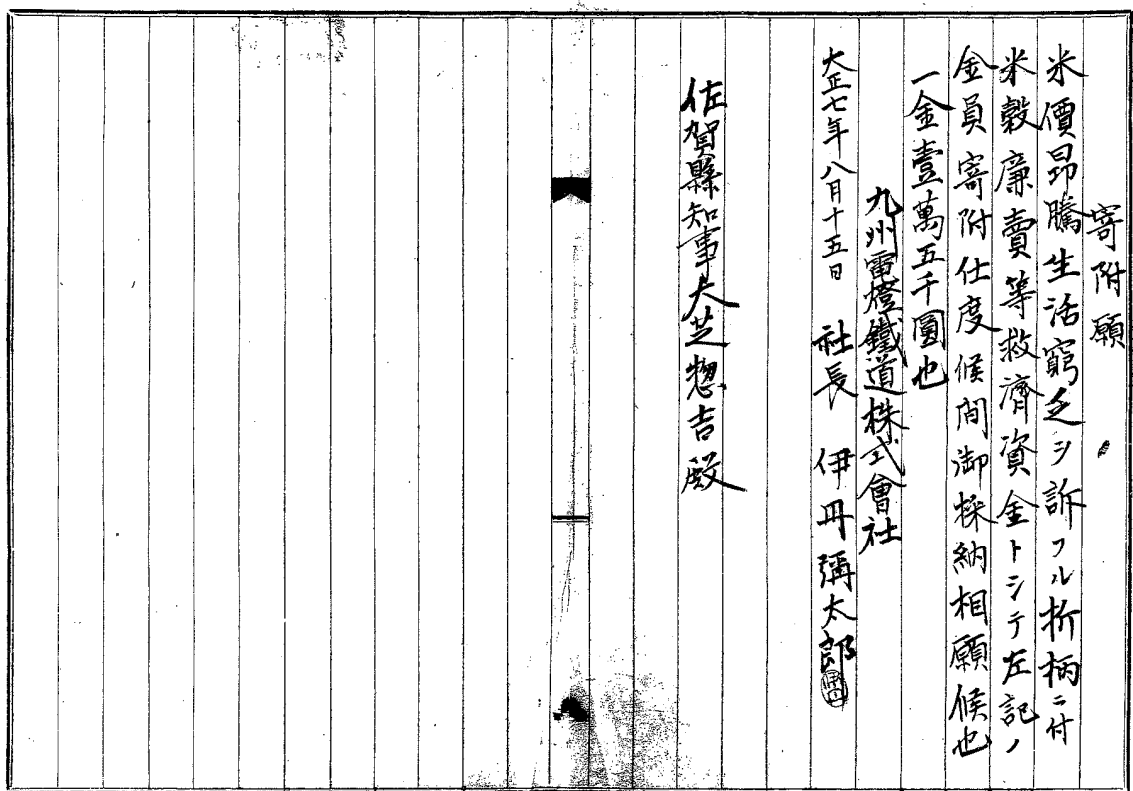 寄附願
米價昂騰生活窮乏ヲ訴フル折柄ニ付
米穀廉賣等救濟資金トシテ左記ノ
金員寄附仕度候間御採納相願候也
一金壹萬五千圓也
九州電燈鐵道株式會社
大正七年八月十五日 社長 伊丹彌太郎
伊丹
佐賀縣知事大芝惣吉殿